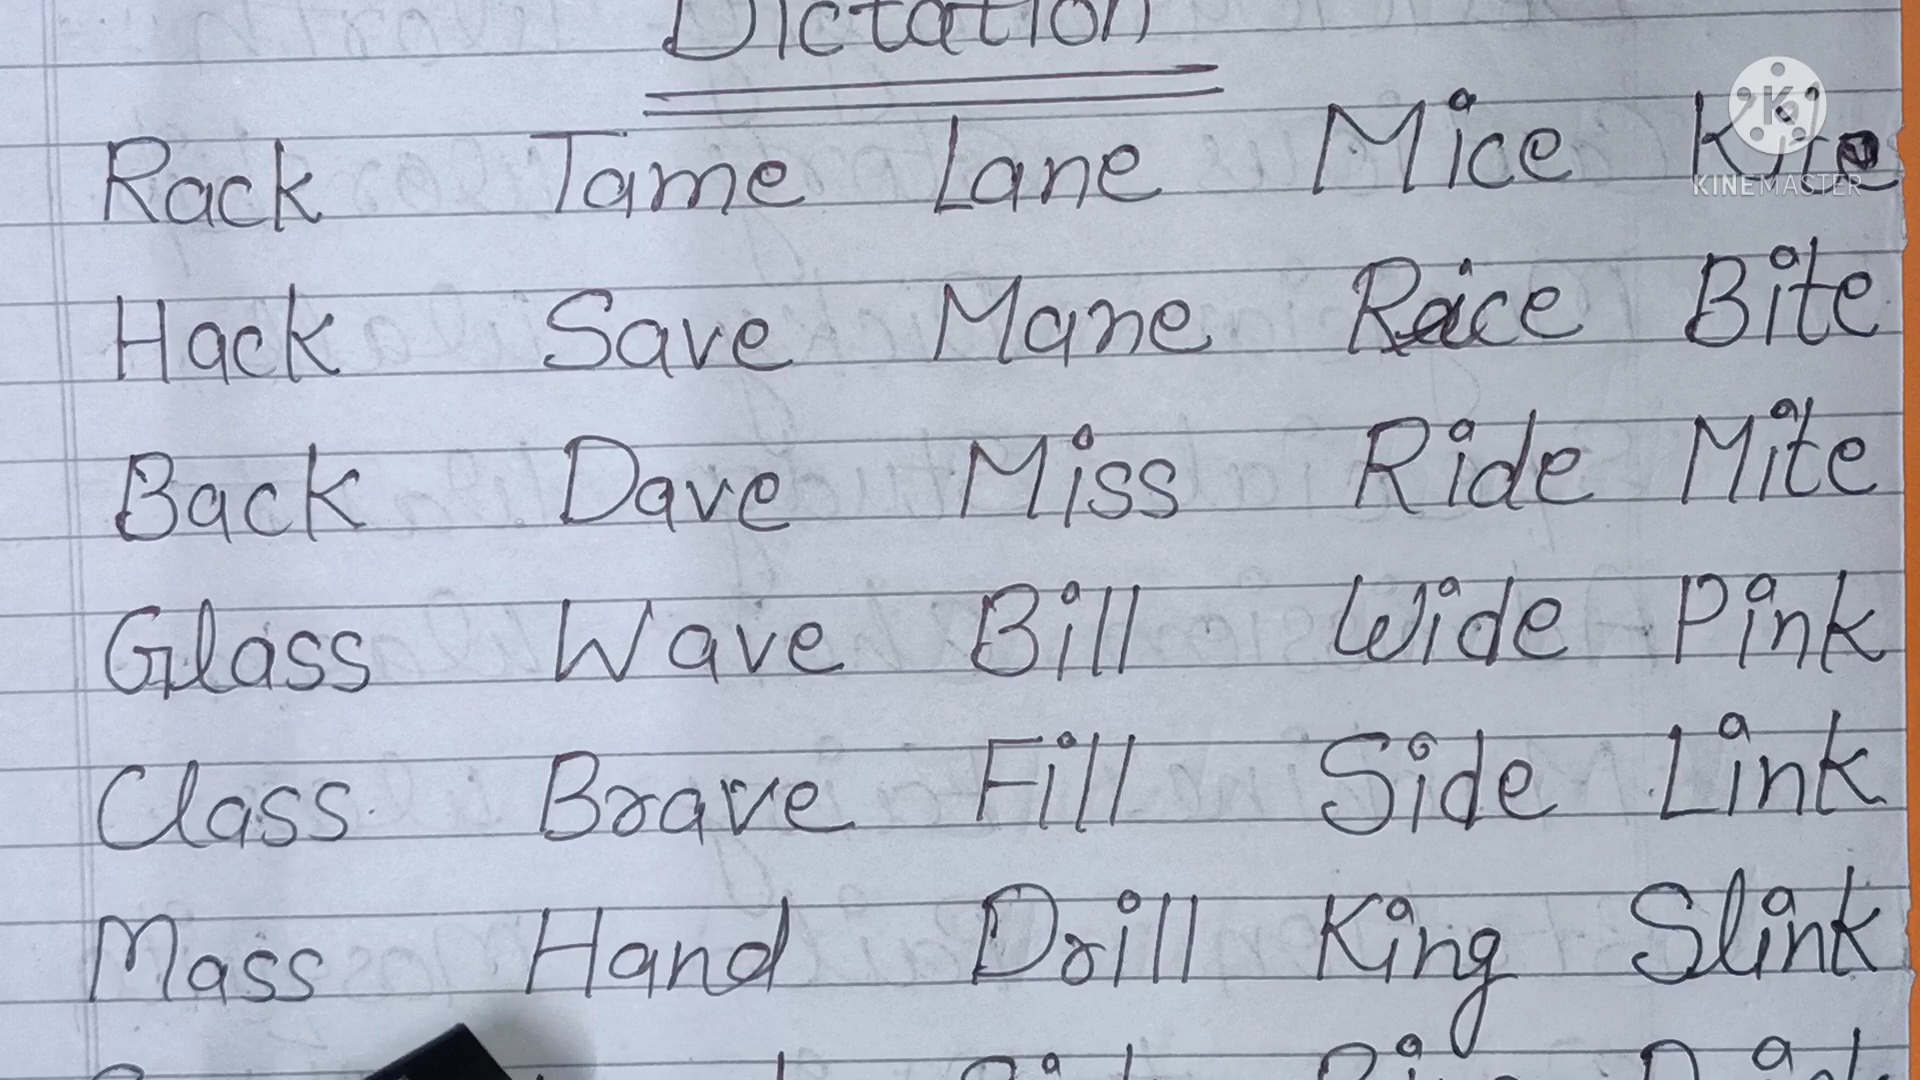 Dictation
Rack Tame Lane Mice Kite
KINEMASTER
Hack Save Mane Race Bite
Back Dave Miss Ride Mite
Glass Wave Bill Wide Pink
Class Brave Fill Side Link
Mass Hand Drill King Slink